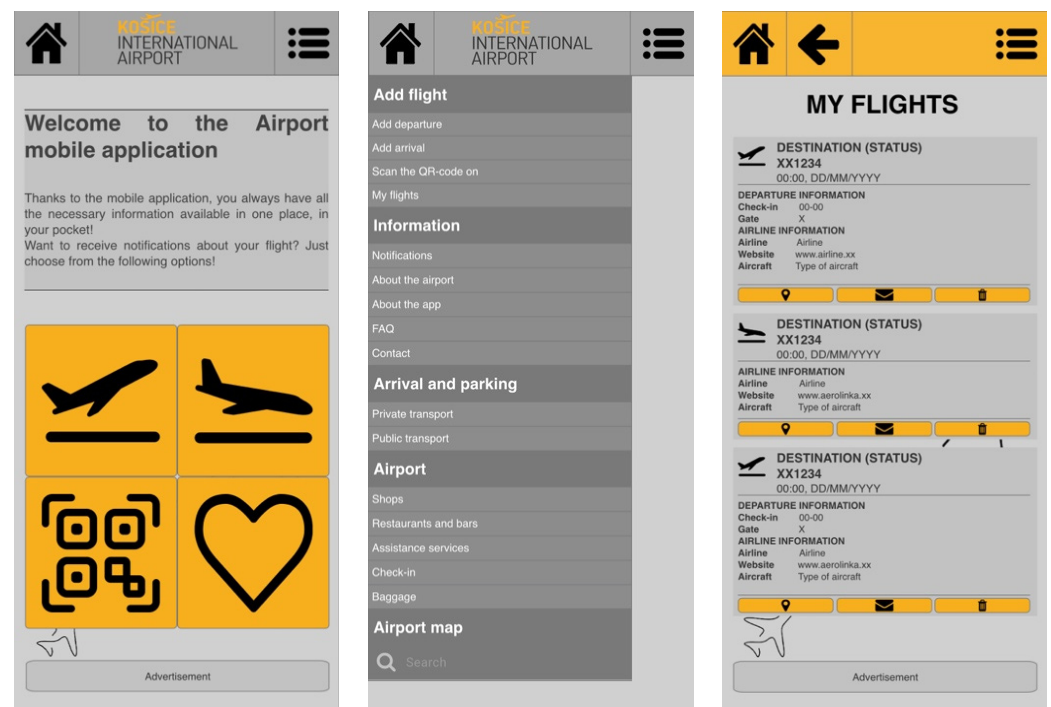 KOŠICE
INTERNATIONAL
AIRPORT
Welcome to the Airport
mobile application
Thanks to the mobile application, you always have all
the necessary information available in one place, in
your pocket!
Want to receive notifications about your flight? Just
choose from the following options!
Advertisement
KOŠICE
INTERNATIONAL
AIRPORT
Add flight
Add departure
Add arrival
Scan the QR-code on
My flights
Information
Notifications
About the airport
About the app
FAQ
Contact
Arrival and parking
Private transport
Public transport
Airport
Shops
Restaurants and bars
Assistance services
Check-in
Baggage
Airport map
Search
MY FLIGHTS
DESTINATION (STATUS)
XX1234
00:00, DD/MM/YYYY
DEPARTURE INFORMATION
Check-in 00-00
Gate X
AIRLINE INFORMATION
Airline Airline
Website www.airline.xx
Aircraft Type of aircraft
DESTINATION (STATUS)
XX1234
00:00, DD/MM/YYYY
AIRLINE INFORMATION
Airline Airline
Website www.aerolinka.xx
Aircraft Type of aircraft
DESTINATION (STATUS)
XX1234
00:00, DD/MM/YYYY
DEPARTURE INFORMATION
Check-in 00-00
Gate X
AIRLINE INFORMATION
Airline Airline
Website www.aerolinka.xx
Aircraft Type of aircraft
Advertisement